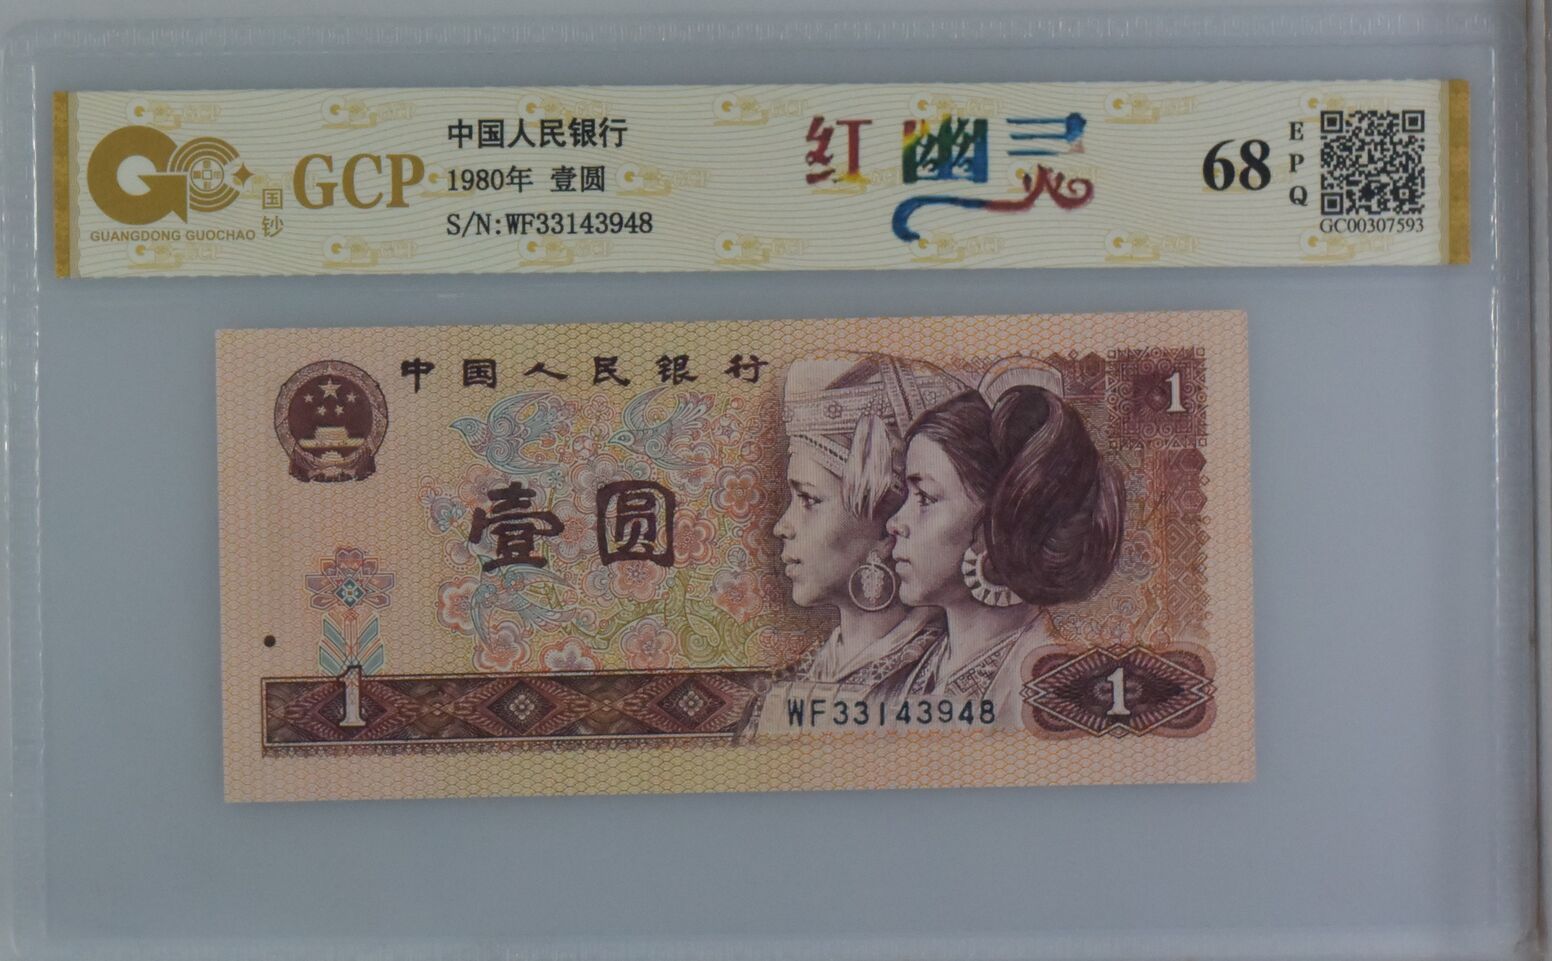 GCP
GUANGDONG GUOCHAO
国钞
中国人民银行
1980年 壹圆
S/N:WF33143948
红幽灵
68
EPQ
GC00307593
中国人民银行
1
壹圆
1
WF33143948
1